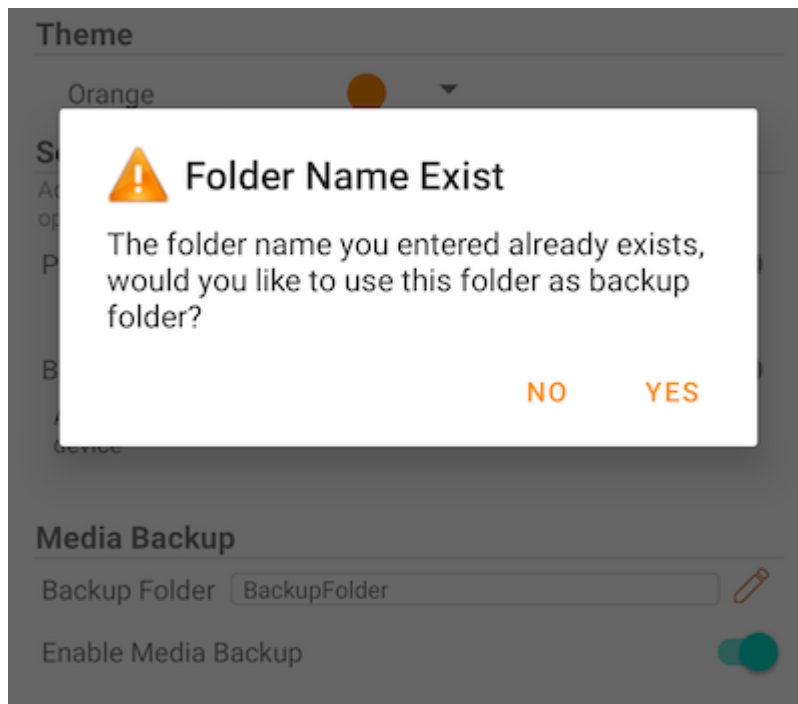 Theme
Orange
Folder Name Exist
The folder name you entered already exists,
would you like to use this folder as backup
folder?
NO YES
device
Media Backup
Backup Folder BackupFolder
Enable Media Backup